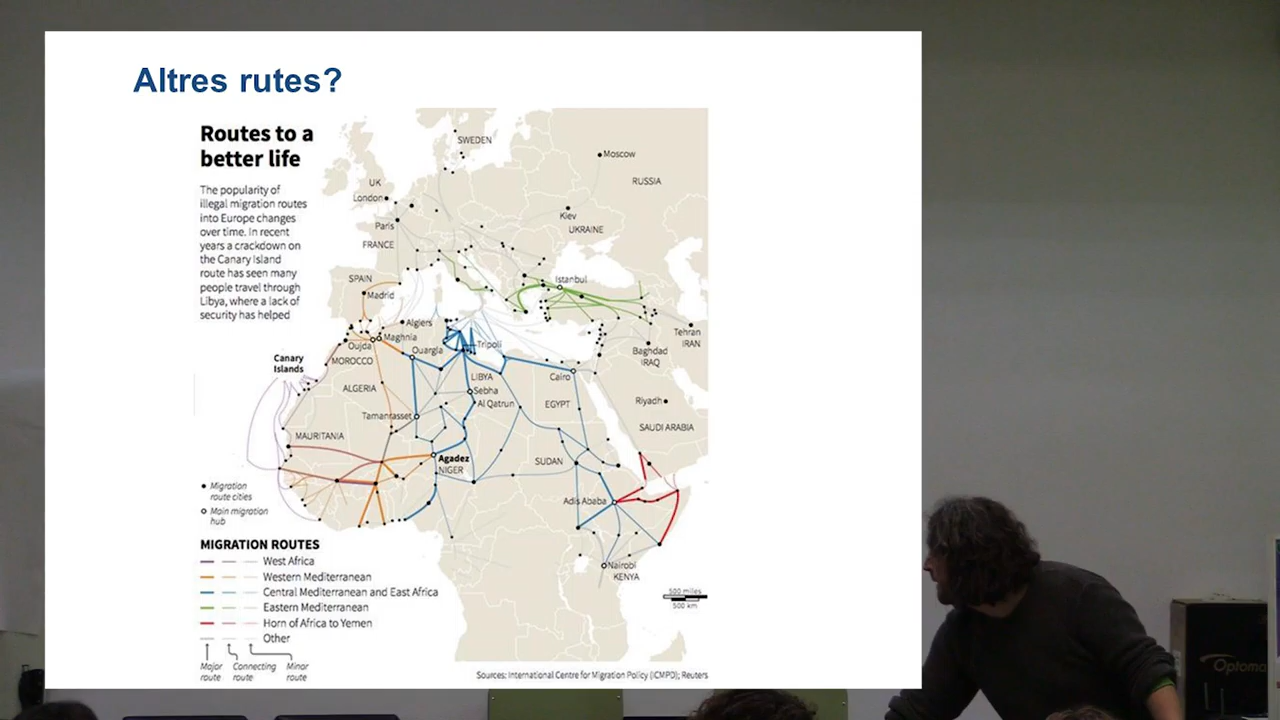 Altres rutes?
Routes to a
better life
The popularity of
illegal migration routes
into Europe changes
over time. In recent
years a crackdown on
the Canary Island
route has seen many
people travel through
Libya, where a lack of
security has helped
SWEDEN
Moscow
RUSSIA
UK
London
Kiev
UKRAINE
Paris
FRANCE
SPAIN
Madrid
Istanbul
Algiers
Maghnia
Oujda
Ouargla
Tripoli
Tehran
IRAN
Baghdad
IRAQ
Canary
Islands
MOROCCO
ALGERIA
LIBYA
Sebha
Al Qatrun
Cairo
EGYPT
Riyadh
SAUDI ARABIA
Tamanrasset
MAURITANIA
Agadez
NIGER
SUDAN
Adis Ababa
Nairobi
KENYA
Migration
route cities
Main migration
hub
MIGRATION ROUTES
West Africa
Western Mediterranean
Central Mediterranean and East Africa
Eastern Mediterranean
Horn of Africa to Yemen
Other
Major
route
Connecting
route
Minor
route
500 miles
500 km
Sources: International Centre for Migration Policy (ICMPD); Reuters
Optoma